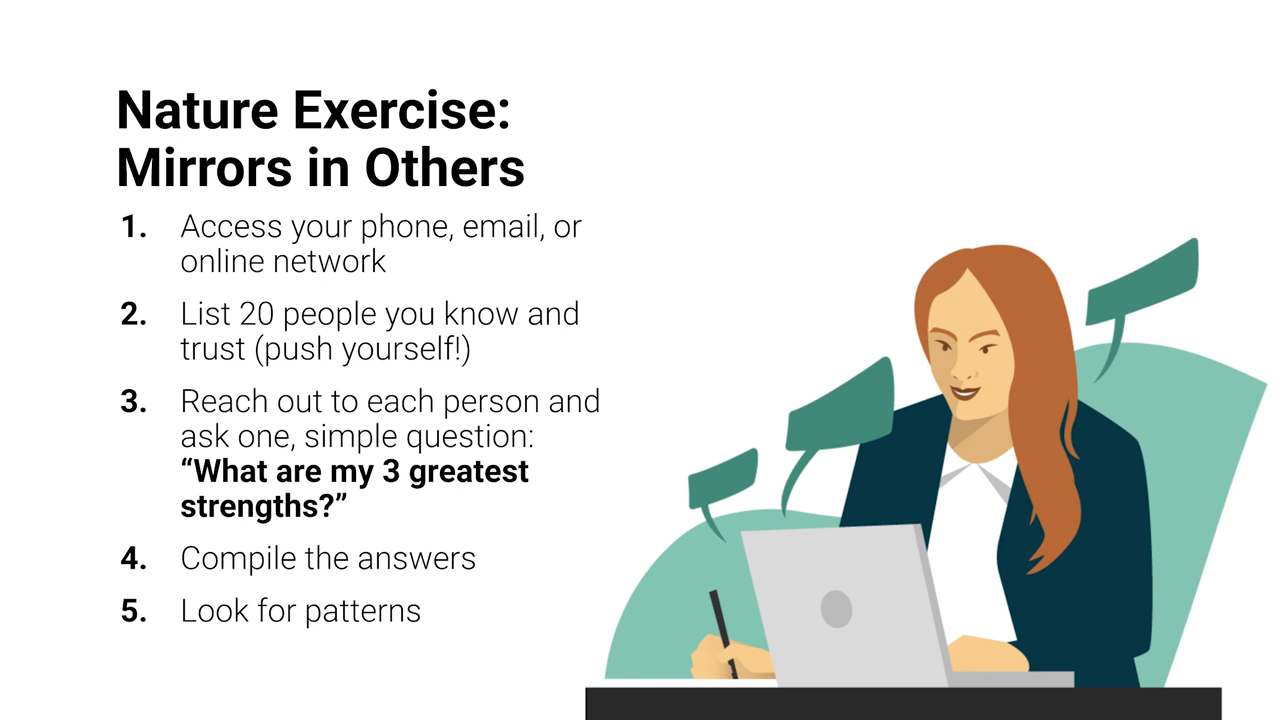 Nature Exercise:
Mirrors in Others
1. Access your phone, email, or
online network
2. List 20 people you know and
trust (push yourself!)
3. Reach out to each person and
ask one, simple question:
“What are my 3 greatest
strengths?”
4. Compile the answers
5. Look for patterns